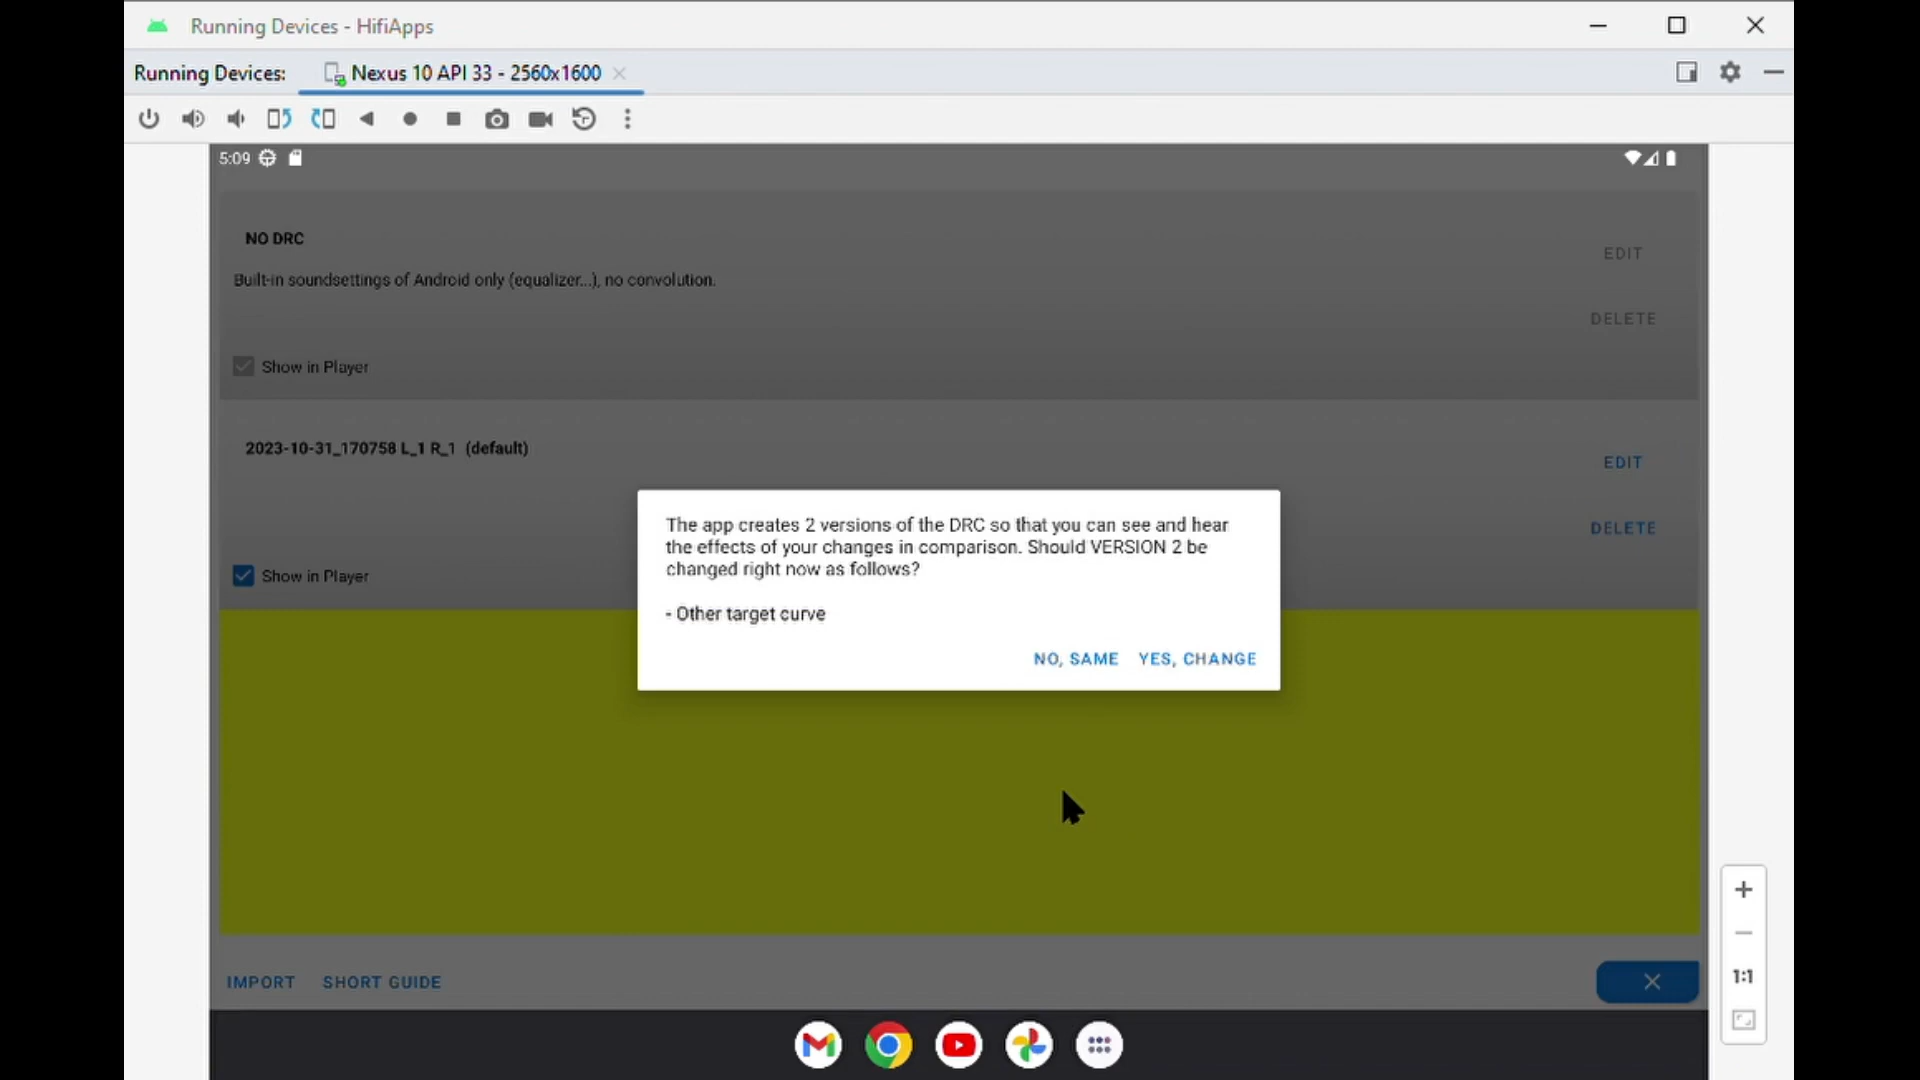 Running Devices - HifiApps
Running Devices:
Nexus 10 API 33 - 2560x1600
5:09
NO DRC
EDIT
Built-in soundsettings of Android only (equalizer...), no convolution.
DELETE
Show in Player
2023-10-31_170758 L_1 R_1 (default)
EDIT
DELETE
Show in Player
The app creates 2 versions of the DRC so that you can see and hear
the effects of your changes in comparison. Should VERSION 2 be
changed right now as follows?
- Other target curve
NO, SAME YES, CHANGE
IMPORT SHORT GUIDE
1:1